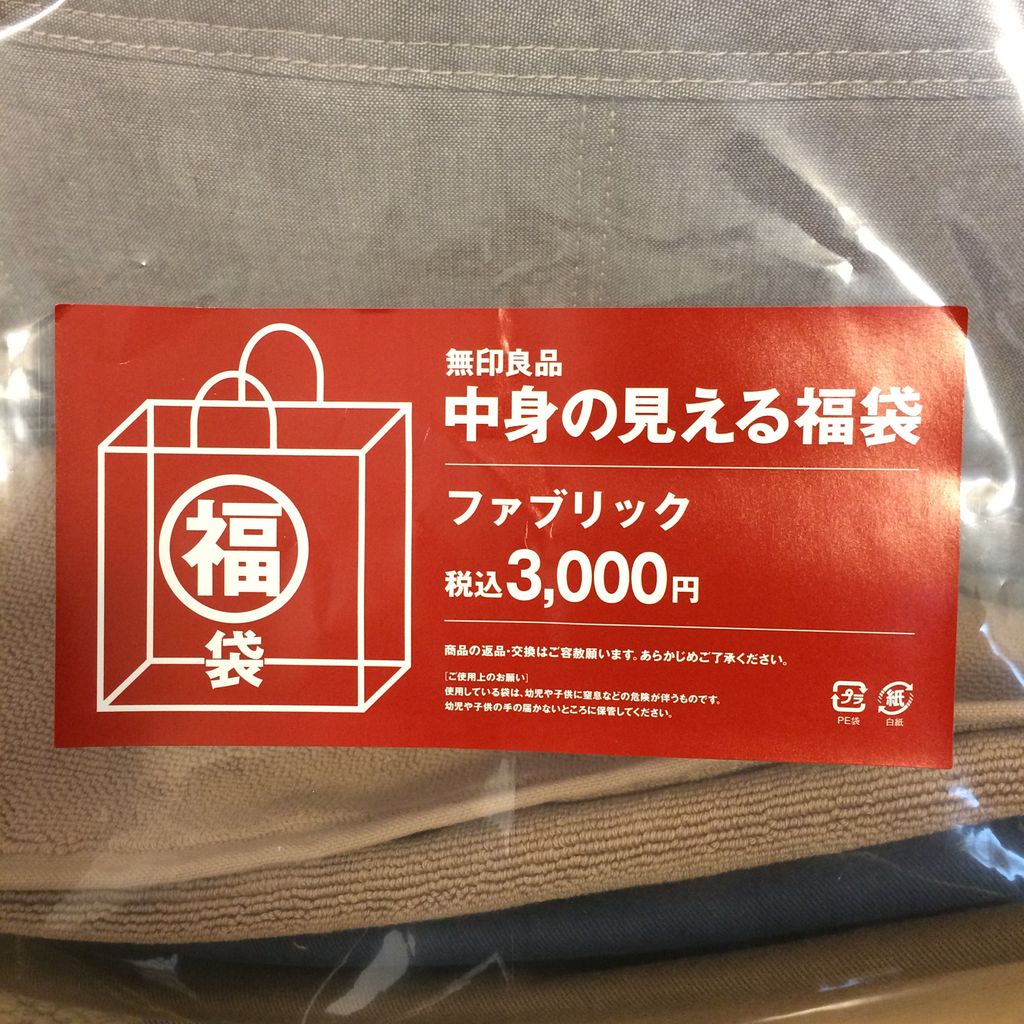 福
袋
無印良品
中身の見える福袋
ファブリック
税込3,000円
商品の返品・交換はご容赦願います。あらかじめご了承ください。
[ご使用上のお願い]
使用している袋は、幼児や子供に窒息などの危険が伴うものです。
幼児や子供の手の届かないところに保管してください。
プラ
PE袋
紙
台紙